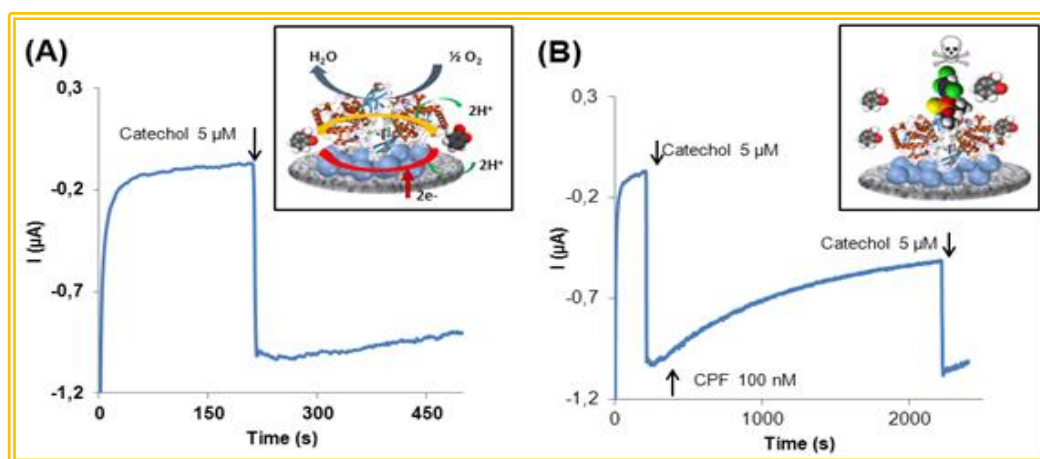 (A)
0,3
-0,2
-0,7
-1,2
I (µA)
Catechol 5 µM
0
150
300
450
Time (s)
H₂O
½ O₂
2H⁺
2H⁺
2e-
(B)
0,3
-0,2
-0,7
-1,2
I (µA)
Catechol 5 µM
Catechol 5 µM
CPF 100 nM
0
1000
2000
Time (s)